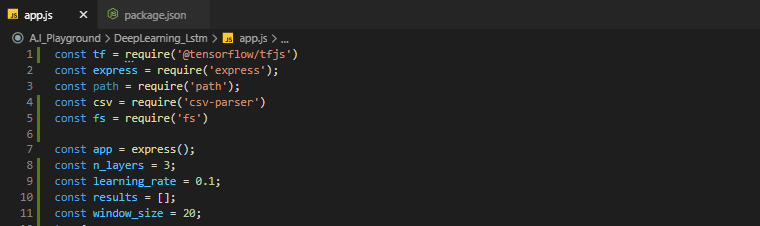 JS app.js × package.json
A.I_Playground > DeepLearning_Lstm > JS app.js > ...
1 const tf = require('@tensorflow/tfjs')
2 const express = require('express');
3 const path = require('path');
4 const csv = require('csv-parser')
5 const fs = require('fs')
6
7 const app = express();
8 const n_layers = 3;
9 const learning_rate = 0.1;
10 const results = [];
11 const window_size = 20;